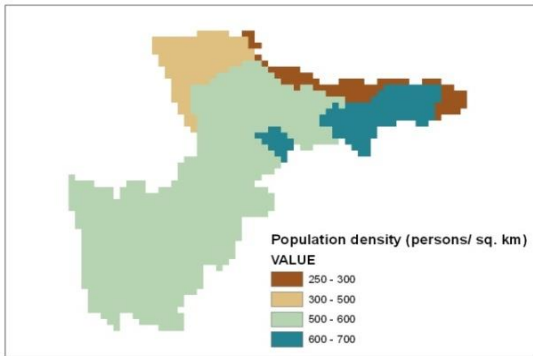 Population density (persons/ sq. km)
VALUE
250 - 300
300 - 500
500 - 600
600 - 700